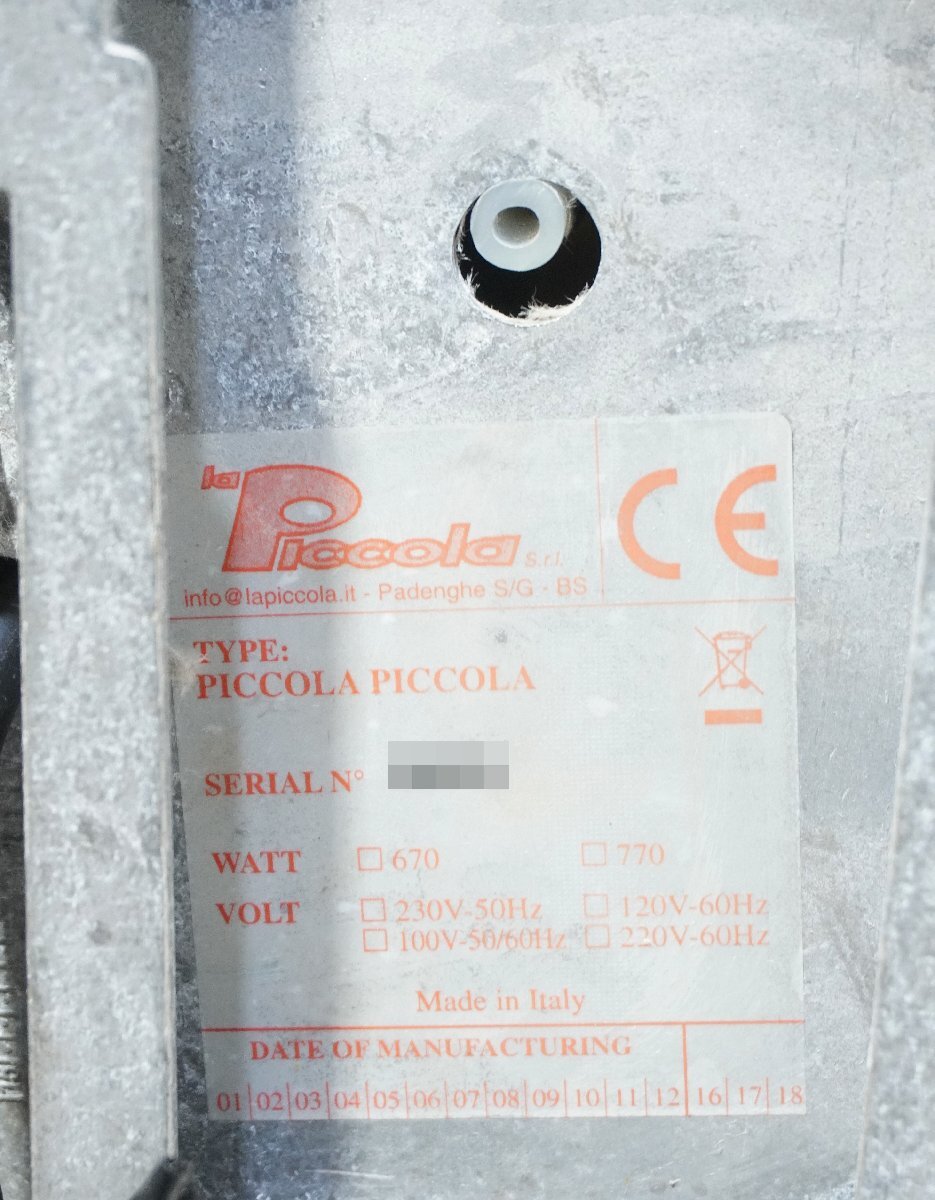 la Piccola S.r.l.
info@lapiccola.it - Padenghe S/G - BS
CE
TYPE:
PICCOLA PICCOLA
SERIAL N°
WATT 670 770
VOLT 230V-50Hz 120V-60Hz
100V-50/60Hz 220V-60Hz
Made in Italy
DATE OF MANUFACTURING
01 02 03 04 05 06 07 08 09 10 11 12 16 17 18